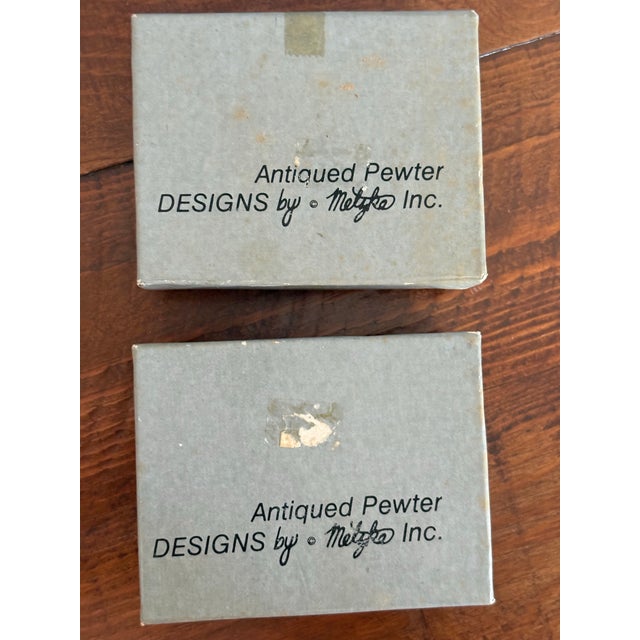 Antiqued Pewter
DESIGNS by © Metzke Inc.
Antiqued Pewter
DESIGNS by © Metzke Inc.